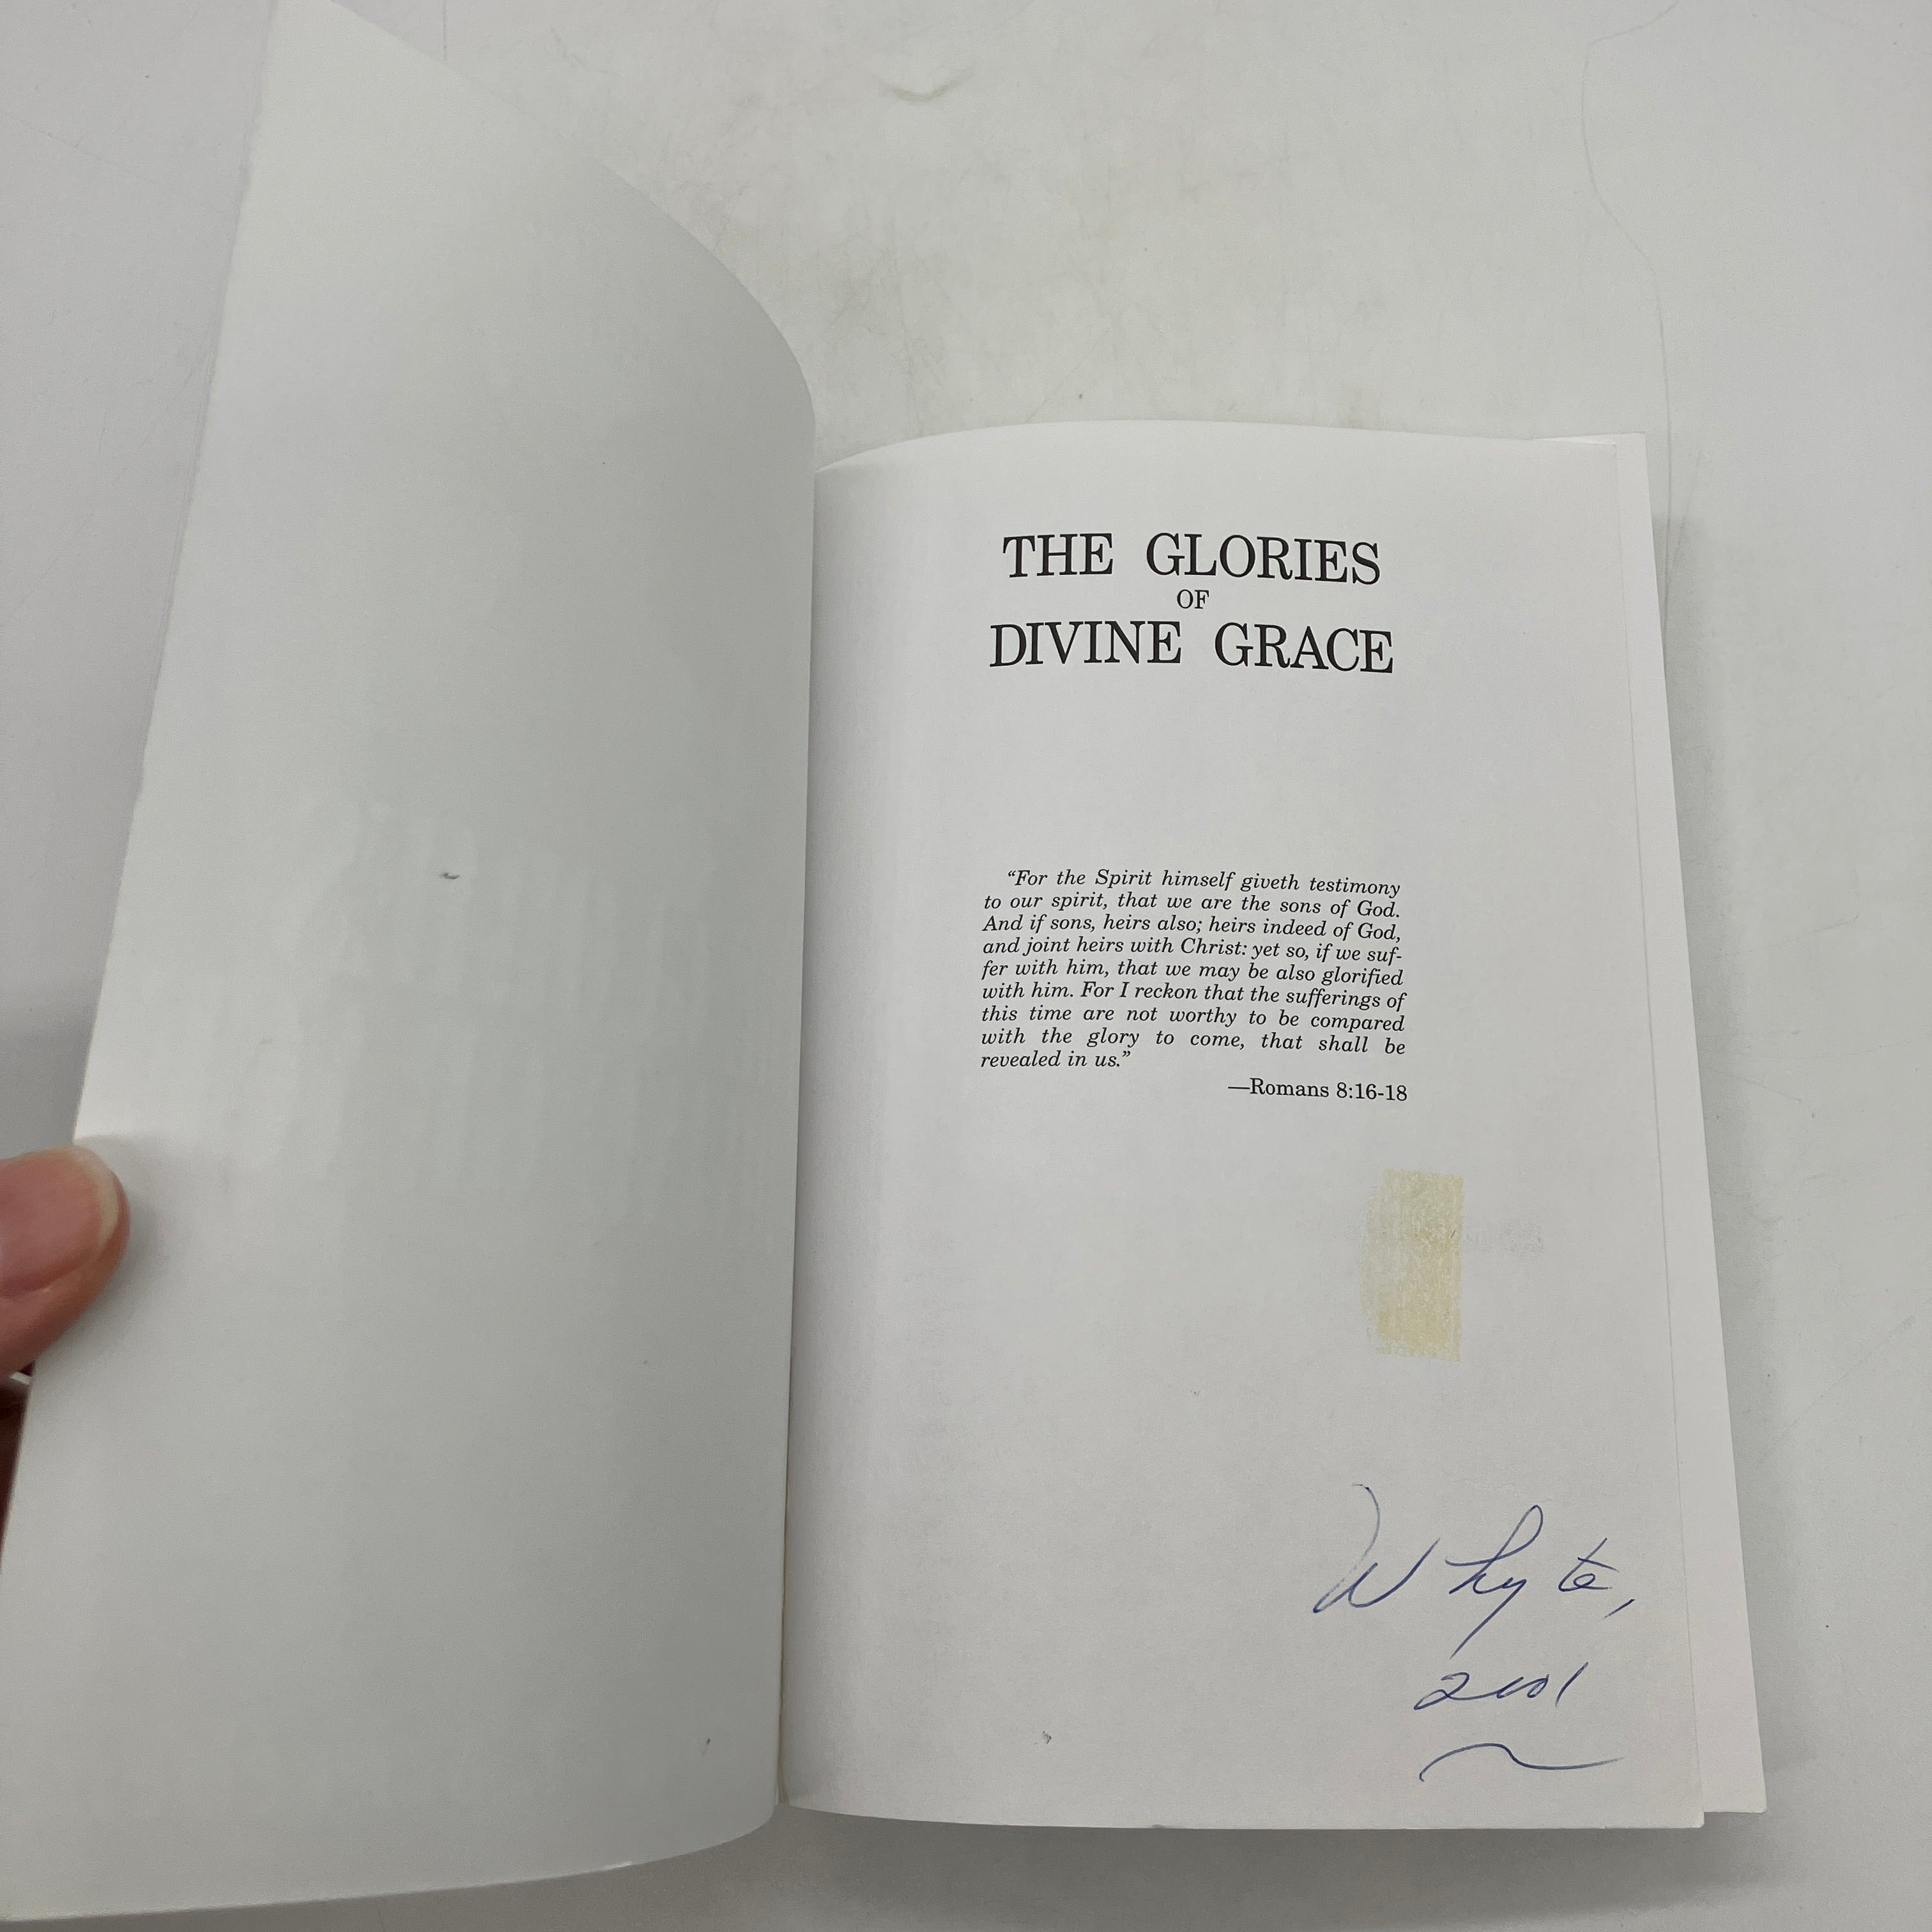 THE GLORIES
OF
DIVINE GRACE
“For the Spirit himself giveth testimony
to our spirit, that we are the sons of God.
And if sons, heirs also; heirs indeed of God,
and joint heirs with Christ: yet so, if we suf-
fer with him, that we may be also glorified
with him. For I reckon that the sufferings of
this time are not worthy to be compared
with the glory to come, that shall be
revealed in us.”
—Romans 8:16-18
Whyte,
2001